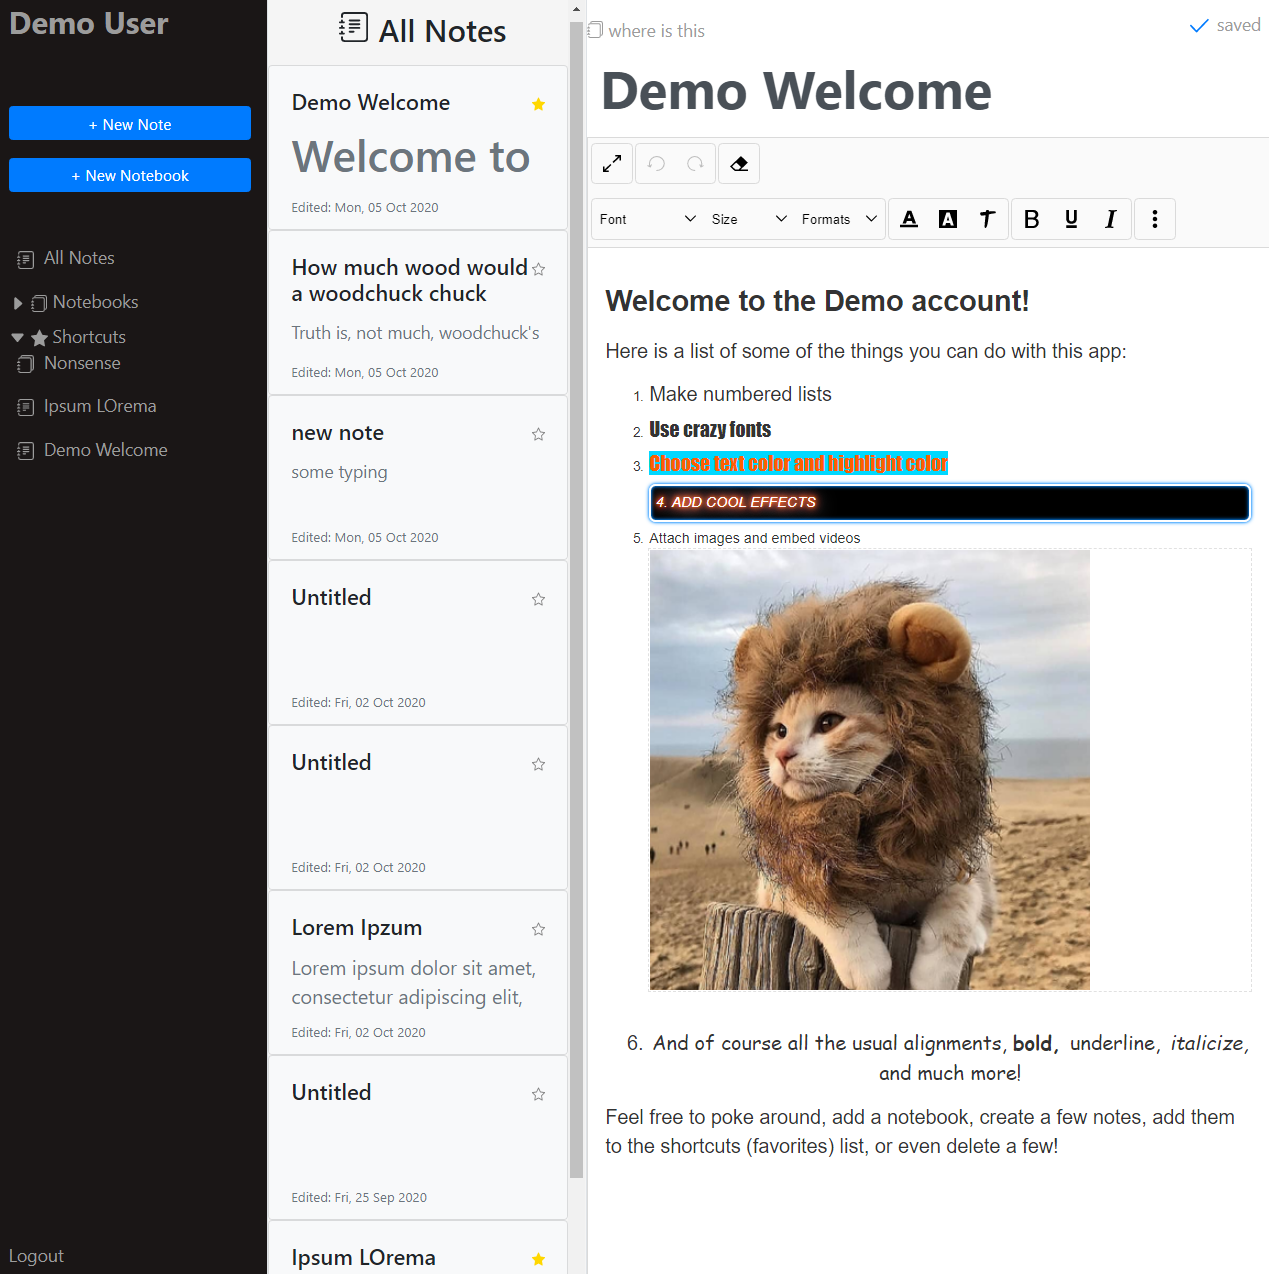 Demo User
+ New Note
+ New Notebook
All Notes
Notebooks
Shortcuts
Nonsense
Ipsum LOrema
Demo Welcome
Logout
All Notes
Demo Welcome
Welcome to
Edited: Mon, 05 Oct 2020
How much wood would
a woodchuck chuck
Truth is, not much, woodchuck's
Edited: Mon, 05 Oct 2020
new note
some typing
Edited: Mon, 05 Oct 2020
Untitled
Edited: Fri, 02 Oct 2020
Untitled
Edited: Fri, 02 Oct 2020
Lorem Ipzum
Lorem ipsum dolor sit amet,
consectetur adipiscing elit,
Edited: Fri, 02 Oct 2020
Untitled
Edited: Fri, 25 Sep 2020
Ipsum LOrema
where is this
saved
Demo Welcome
Font Size Formats A A T B U I
Welcome to the Demo account!
Here is a list of some of the things you can do with this app:
1. Make numbered lists
2. Use crazy fonts
3. Choose text color and highlight color
4. ADD COOL EFFECTS
5. Attach images and embed videos
6. And of course all the usual alignments, bold, underline, italicize,
and much more!
Feel free to poke around, add a notebook, create a few notes, add them
to the shortcuts (favorites) list, or even delete a few!